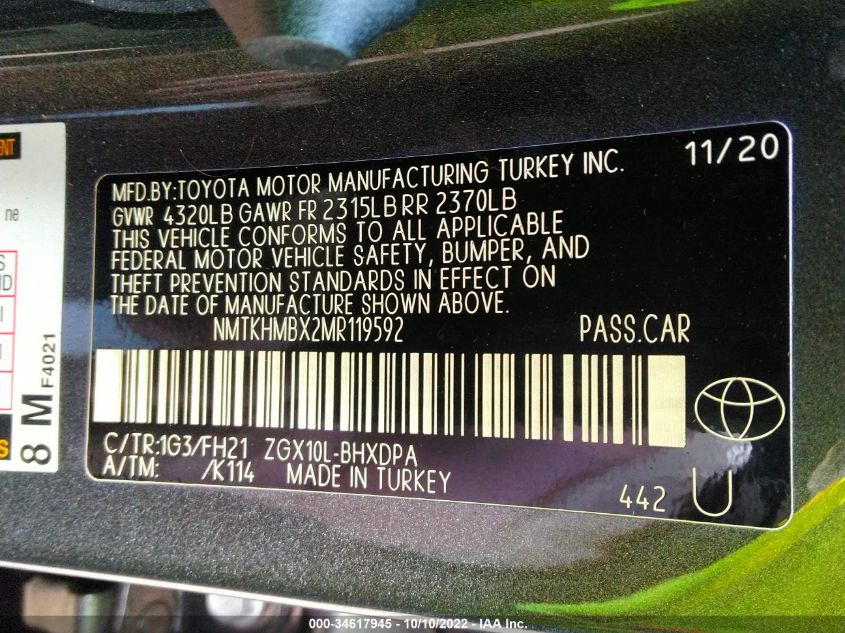 11/20
MFD.BY:TOYOTA MOTOR MANUFACTURING TURKEY INC.
GVWR 4320LB GAWR FR 2315LB RR 2370LB
THIS VEHICLE CONFORMS TO ALL APPLICABLE
FEDERAL MOTOR VEHICLE SAFETY, BUMPER, AND
THEFT PREVENTION STANDARDS IN EFFECT ON
THE DATE OF MANUFACTURE SHOWN ABOVE.
NMTKHMBX2MR119592 PASS.CAR
C/TR:1G3/FH21 ZGX10L-BHXDPA
A/TM: /K114 MADE IN TURKEY
442 U
ne
8 M F4021
000-34617945 - 10/10/2022 - IAA Inc.